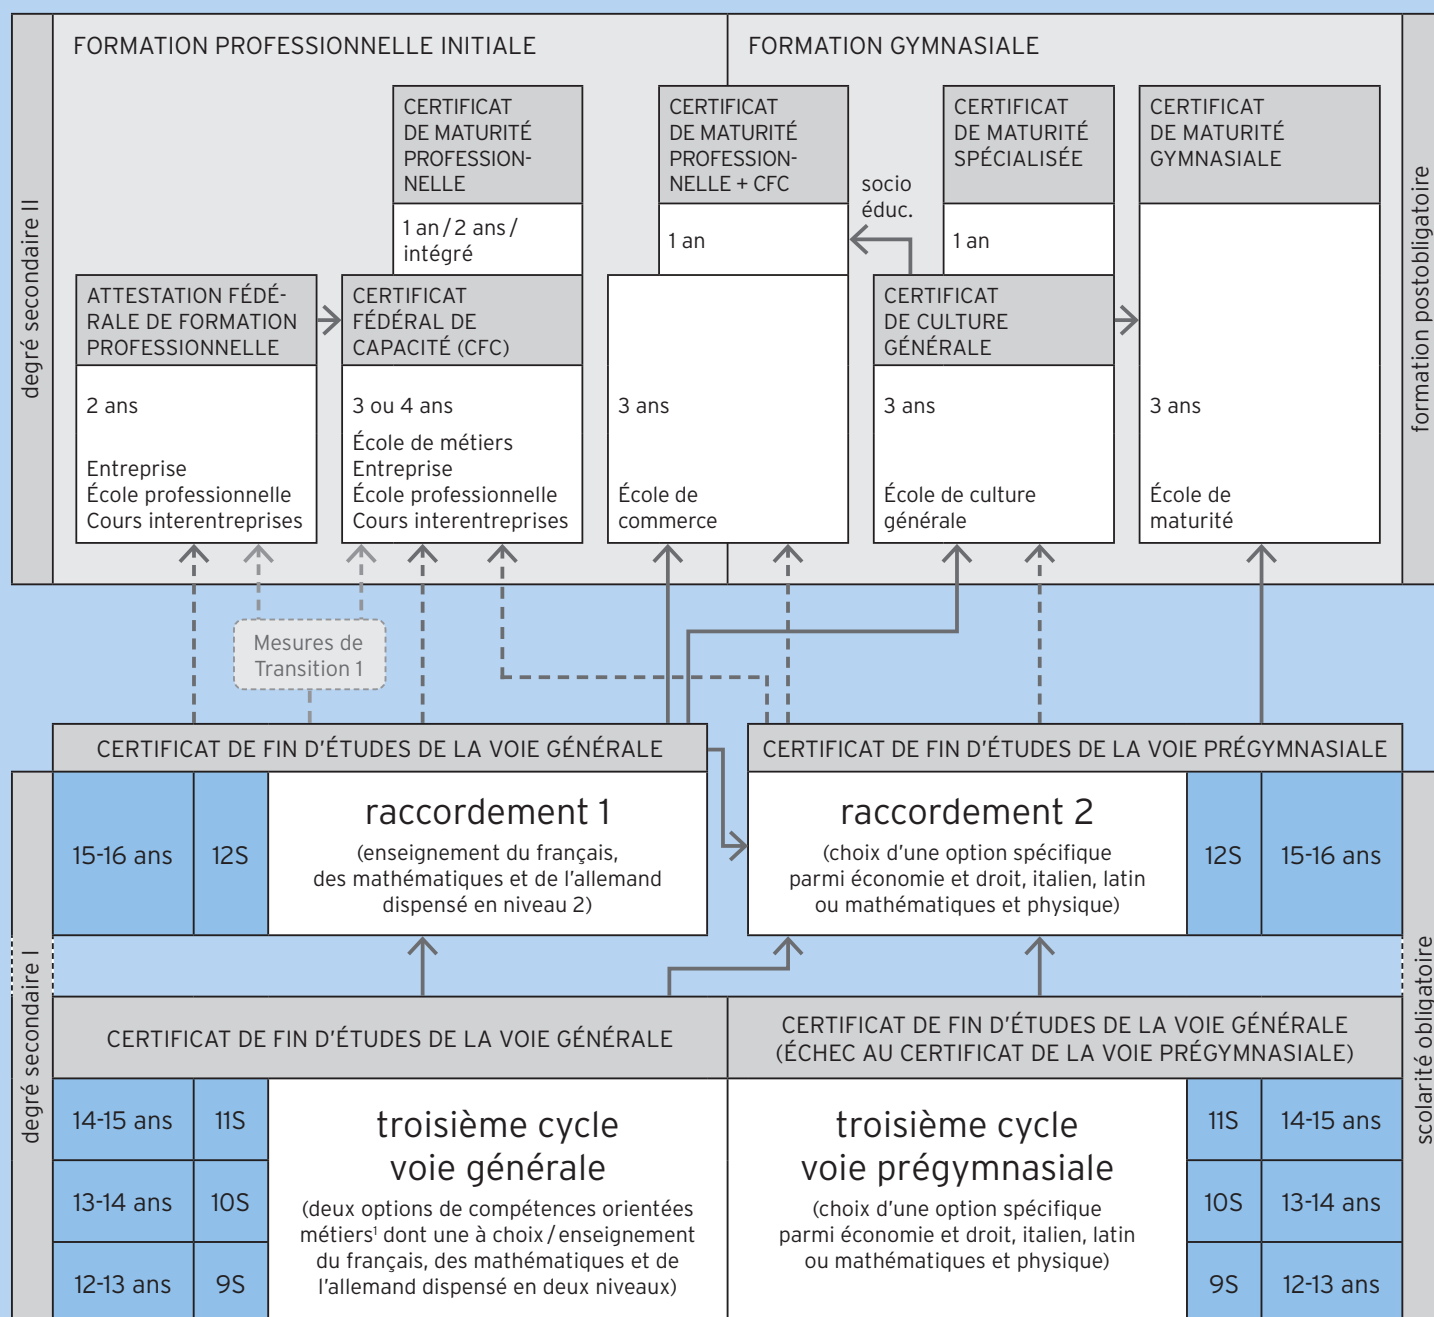 FORMATION PROFESSIONNELLE INITIALE
FORMATION GYMNASIALE
degré secondaire II
formation postobligatoire
CERTIFICAT
DE MATURITÉ
PROFESSION-
NELLE
1 an / 2 ans /
intégré
CERTIFICAT
DE MATURITÉ
PROFESSION-
NELLE + CFC
1 an
socio
éduc.
CERTIFICAT
DE MATURITÉ
SPÉCIALISÉE
1 an
CERTIFICAT
DE MATURITÉ
GYMNASIALE
ATTESTATION FÉDÉ-
RALE DE FORMATION
PROFESSIONNELLE
2 ans
Entreprise
École professionnelle
Cours interentreprises
CERTIFICAT
FÉDÉRAL DE
CAPACITÉ (CFC)
3 ou 4 ans
École de métiers
Entreprise
École professionnelle
Cours interentreprises
3 ans
École de
commerce
CERTIFICAT
DE CULTURE
GÉNÉRALE
3 ans
École de culture
générale
3 ans
École de
maturité
Mesures de
Transition 1
CERTIFICAT DE FIN D'ÉTUDES DE LA VOIE GÉNÉRALE
CERTIFICAT DE FIN D'ÉTUDES DE LA VOIE PRÉGYMNASIALE
degré secondaire I
scolarité obligatoire
15-16 ans
12S
raccordement 1
(enseignement du français,
des mathématiques et de l'allemand
dispensé en niveau 2)
raccordement 2
(choix d'une option spécifique
parmi économie et droit, italien, latin
ou mathématiques et physique)
12S
15-16 ans
CERTIFICAT DE FIN D'ÉTUDES DE LA VOIE GÉNÉRALE
CERTIFICAT DE FIN D'ÉTUDES DE LA VOIE GÉNÉRALE
(ÉCHEC AU CERTIFICAT DE LA VOIE PRÉGYMNASIALE)
14-15 ans
11S
13-14 ans
10S
12-13 ans
9S
troisième cycle
voie générale
(deux options de compétences orientées
métiers¹ dont une à choix / enseignement
du français, des mathématiques et de
l'allemand dispensé en deux niveaux)
troisième cycle
voie prégymnasiale
(choix d'une option spécifique
parmi économie et droit, italien, latin
ou mathématiques et physique)
11S
14-15 ans
10S
13-14 ans
9S
12-13 ans